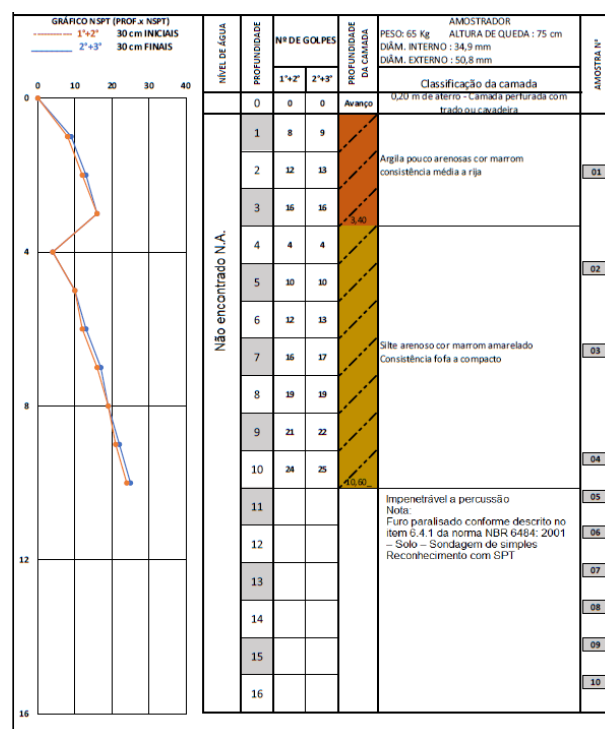 GRÁFICO NSPT (PROF.x NSPT)
1°+2° 30 cm INICIAIS
2°+3° 30 cm FINAIS
0 10 20 30 40
0
4
8
12
16
NÍVEL DE ÁGUA
PROFUNDIDADE
Nº DE GOLPES
1°+2° 2°+3°
PROFUNDIDADE
DA CAMADA
AMOSTRADOR
PESO: 65 Kg ALTURA DE QUEDA : 75 cm
DIÂM. INTERNO : 34,9 mm
DIÂM. EXTERNO : 50,8 mm
Classificação da camada
AMOSTRA Nº
0 0 0 Avanço
0,20 m de aterro - Camada perfurada com
trado ou cavadeira
Não encontrado N.A.
1 8 9
2 12 13
3 16 16
3,40
Argila pouco arenosas cor marrom
consistência média a rija
4 4 4
5 10 10
6 12 13
7 16 17
8 19 19
9 21 22
10 24 25
10,60_
Silte arenoso cor marrom amarelado
Consistência fofa a compacto
11
12
13
14
15
16
Impenetrável a percussão
Nota:
Furo paralisado conforme descrito no
item 6.4.1 da norma NBR 6484: 2001
– Solo – Sondagem de simples
Reconhecimento com SPT
01
02
03
04
05
06
07
08
09
10